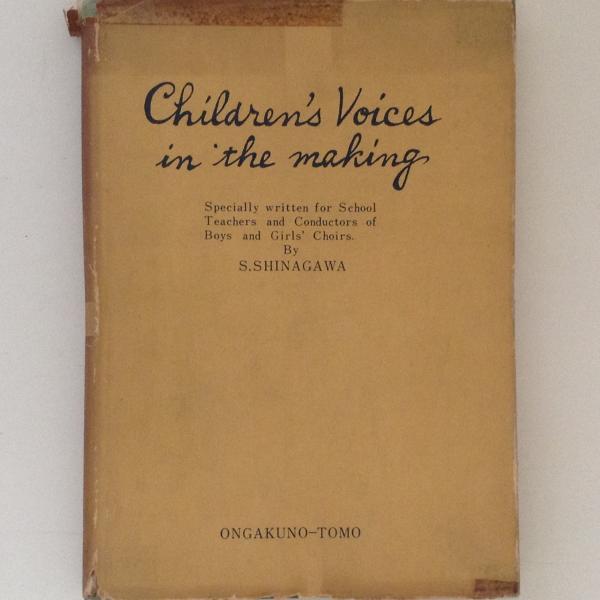 Children's Voices
in the making
Specially written for School
Teachers and Conductors of
Boys and Girls' Choirs.
By
S.SHINAGAWA
ONGAKUNO-TOMO